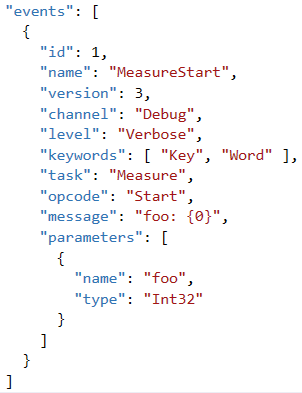 "events": [
  {
    "id": 1,
    "name": "MeasureStart",
    "version": 3,
    "channel": "Debug",
    "level": "Verbose",
    "keywords": [ "Key", "Word" ],
    "task": "Measure",
    "opcode": "Start",
    "message": "foo: {0}",
    "parameters": [
      {
        "name": "foo",
        "type": "Int32"
      }
    ]
  }
]